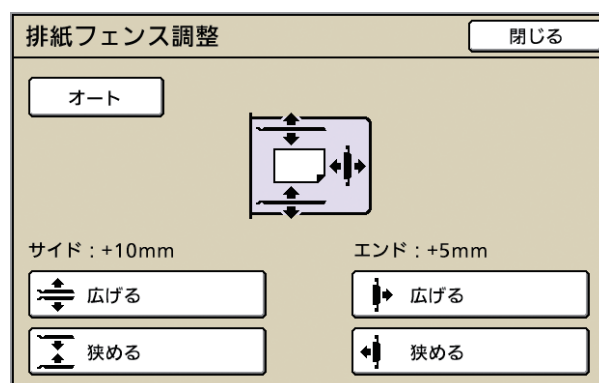 排紙フェンス調整
閉じる
オート
サイド：+10mm
エンド：+5mm
広げる
広げる
狭める
狭める